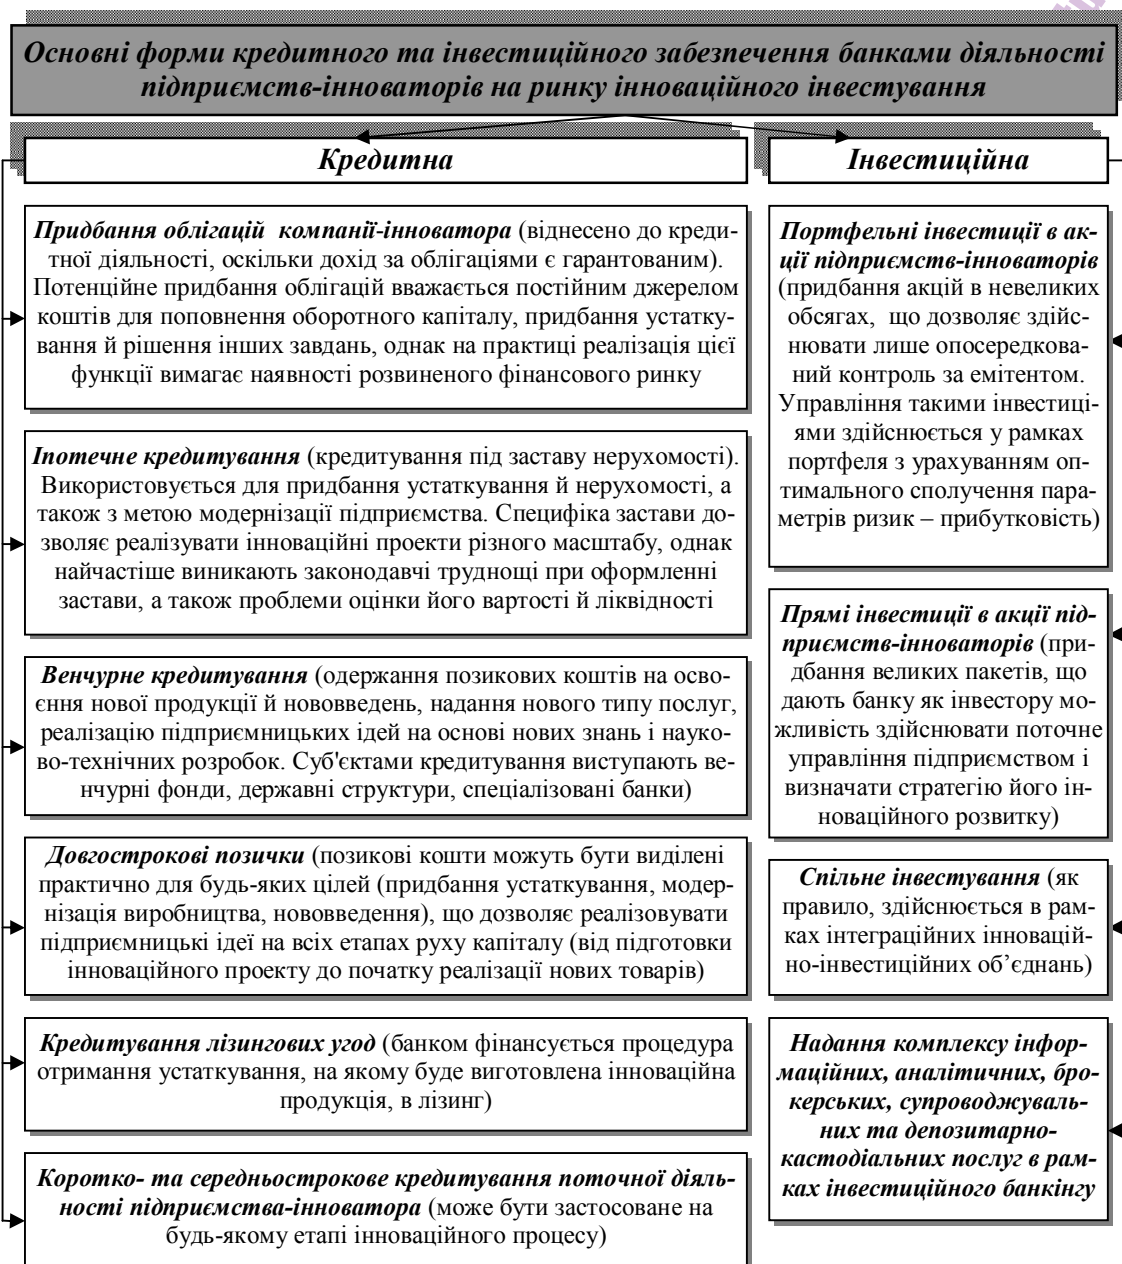 Основні форми кредитного та інвестиційного забезпечення банками діяльності
підприємств-інноваторів на ринку інноваційного інвестування
Кредитна
Придбання облігацій компанії-інноватора (віднесено до креди-
тної діяльності, оскільки дохід за облігаціями є гарантованим).
Потенційне придбання облігацій вважається постійним джерелом
коштів для поповнення оборотного капіталу, придбання устатку-
вання й рішення інших завдань, однак на практиці реалізація цієї
функції вимагає наявності розвиненого фінансового ринку
Іпотечне кредитування (кредитування під заставу нерухомості).
Використовується для придбання устаткування й нерухомості, а
також з метою модернізації підприємства. Специфіка застави до-
зволяє реалізувати інноваційні проекти різного масштабу, однак
найчастіше виникають законодавчі труднощі при оформленні
застави, а також проблеми оцінки його вартості й ліквідності
Венчурне кредитування (одержання позикових коштів на осво-
єння нової продукції й нововведень, надання нового типу послуг,
реалізацію підприємницьких ідей на основі нових знань і науко-
во-технічних розробок. Суб'єктами кредитування виступають ве-
нчурні фонди, державні структури, спеціалізовані банки)
Довгострокові позички (позикові кошти можуть бути виділені
практично для будь-яких цілей (придбання устаткування, модер-
нізація виробництва, нововведення), що дозволяє реалізовувати
підприємницькі ідеї на всіх етапах руху капіталу (від підготовки
інноваційного проекту до початку реалізації нових товарів)
Кредитування лізингових угод (банком фінансується процедура
отримання устаткування, на якому буде виготовлена інноваційна
продукція, в лізинг)
Коротко- та середньострокове кредитування поточної діяль-
ності підприємства-інноватора (може бути застосоване на
будь-якому етапі інноваційного процесу)
Інвестиційна
Портфельні інвестиції в ак-
ції підприємств-інноваторів
(придбання акцій в невеликих
обсягах, що дозволяє здійс-
нювати лише опосередкова-
ний контроль за емітентом.
Управління такими інвестиці-
ями здійснюється у рамках
портфеля з урахуванням оп-
тимального сполучення пара-
метрів ризик – прибутковість)
Прямі інвестиції в акції під-
приємств-інноваторів (при-
дбання великих пакетів, що
дають банку як інвестору мо-
жливість здійснювати поточне
управління підприємством і
визначати стратегію його ін-
новаційного розвитку)
Спільне інвестування (як
правило, здійснюється в рам-
ках інтеграційних інновацій-
но-інвестиційних об’єднань)
Надання комплексу інфор-
маційних, аналітичних, бро-
керських, супроводжуваль-
них та депозитарно-
кастодіальних послуг в рам-
ках інвестиційного банкінгу